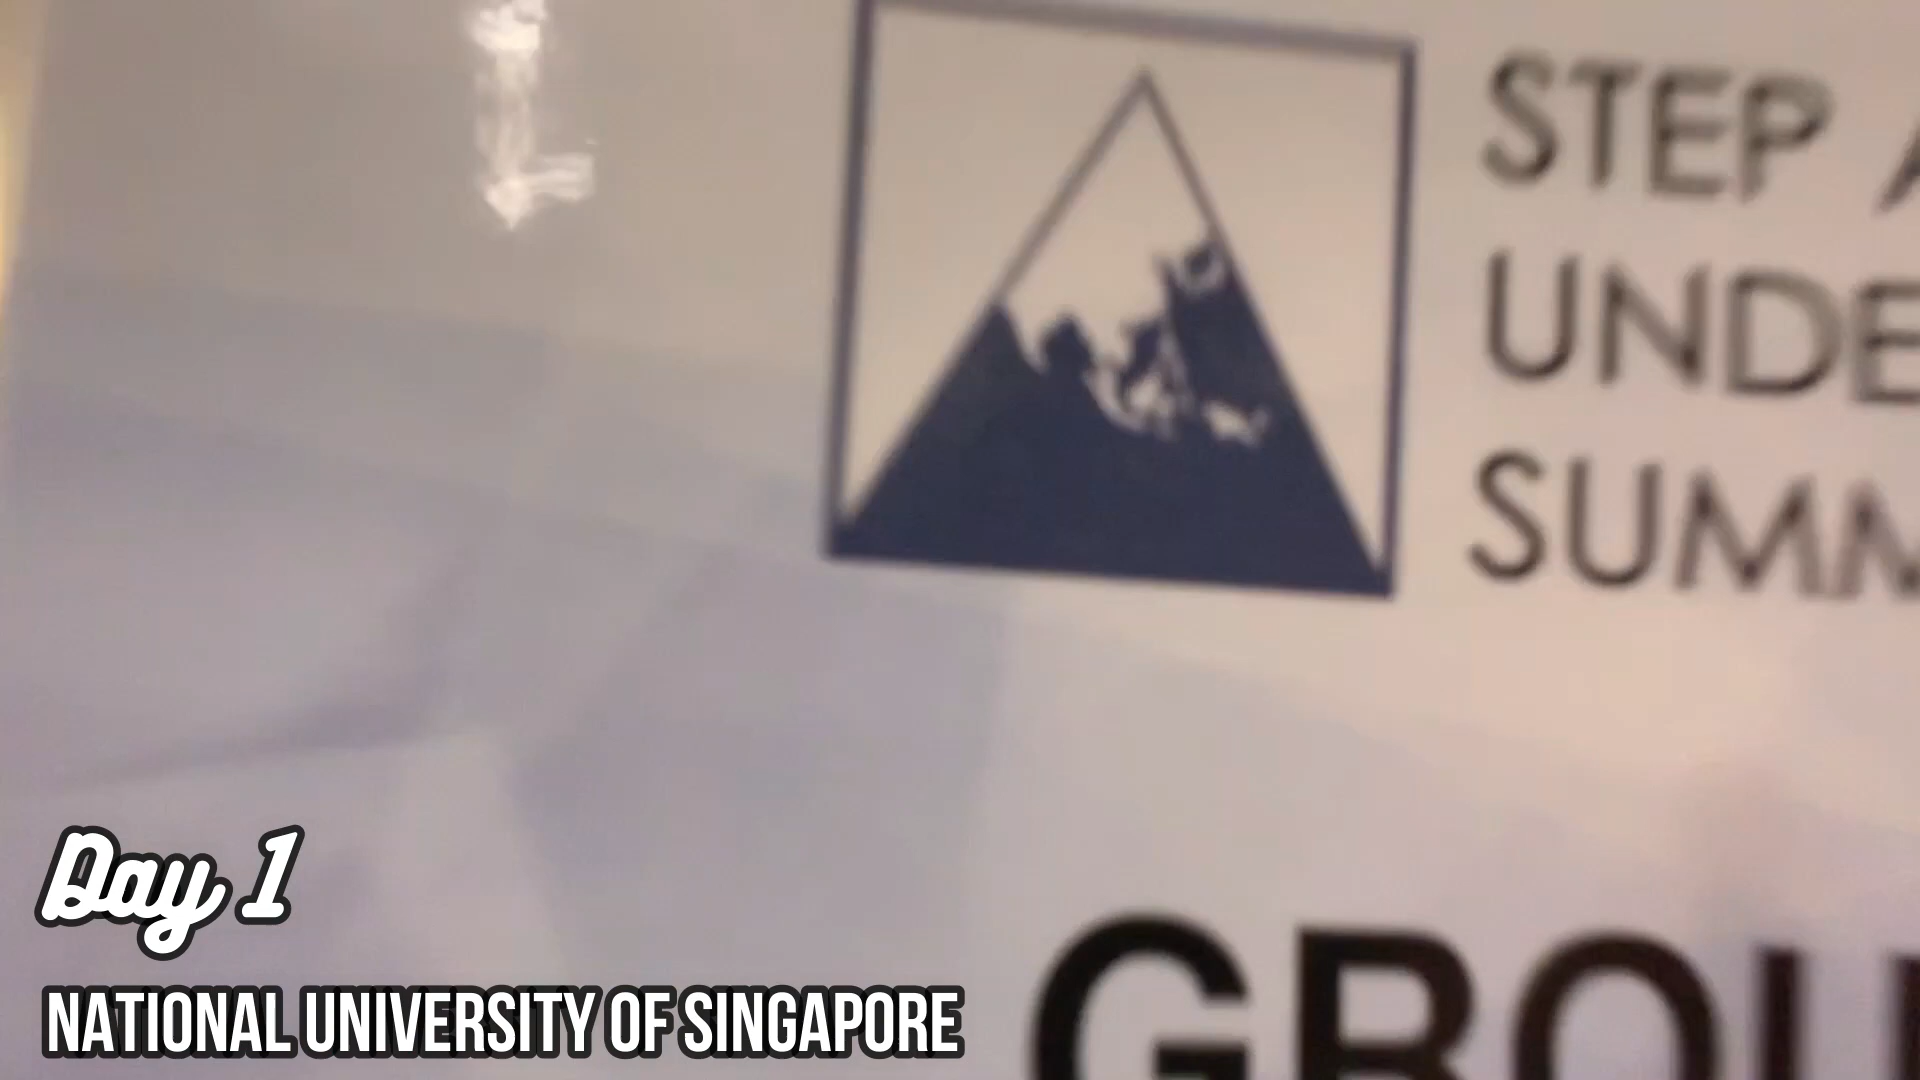 STEP A
UNDE
SUMM
GROU
Day 1
NATIONAL UNIVERSITY OF SINGAPORE